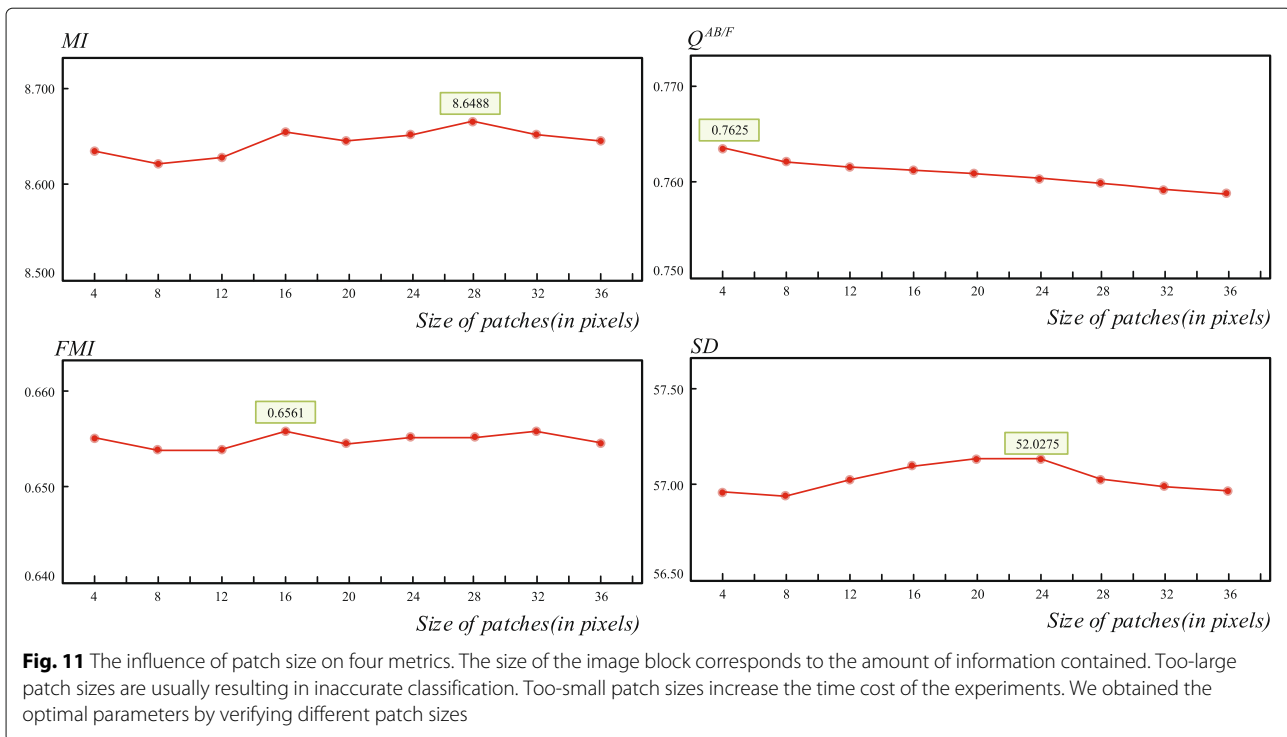 MI
8.700
8.600
8.500
8.6488
4 8 12 16 20 24 28 32 36
Size of patches(in pixels)
Q^{AB/F}
0.770
0.760
0.750
0.7625
4 8 12 16 20 24 28 32 36
Size of patches(in pixels)
FMI
0.660
0.650
0.640
0.6561
4 8 12 16 20 24 28 32 36
Size of patches(in pixels)
SD
57.50
57.00
56.50
52.0275
4 8 12 16 20 24 28 32 36
Size of patches(in pixels)
Fig. 11 The influence of patch size on four metrics. The size of the image block corresponds to the amount of information contained. Too-large
patch sizes are usually resulting in inaccurate classification. Too-small patch sizes increase the time cost of the experiments. We obtained the
optimal parameters by verifying different patch sizes